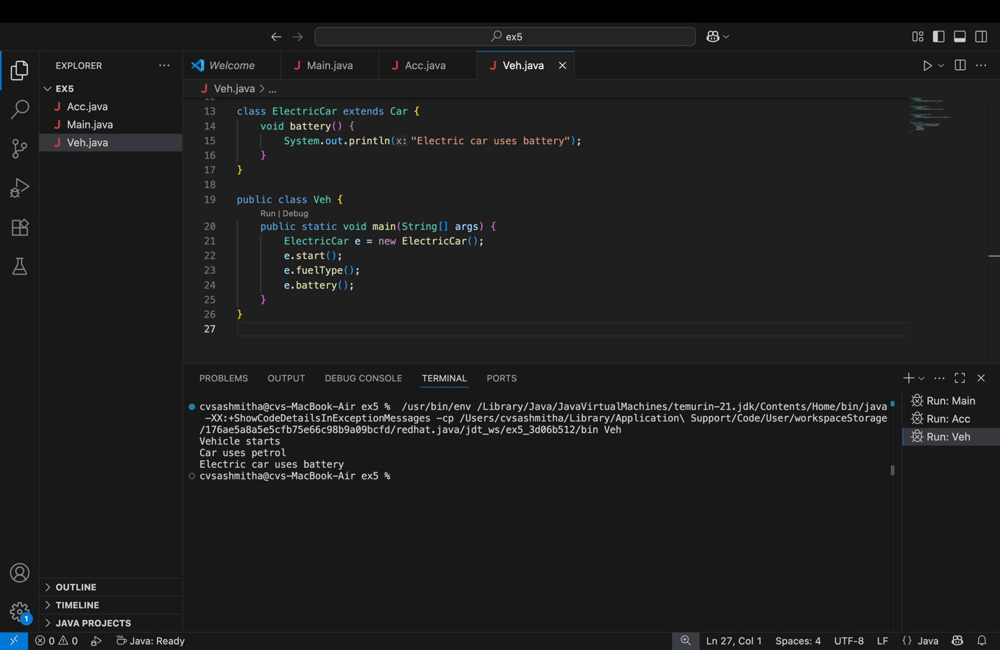 ex5
EXPLORER
Welcome
Main.java
Acc.java
Veh.java
EX5
Acc.java
Main.java
Veh.java
Veh.java > ...
12
13 class ElectricCar extends Car {
14 void battery() {
15 System.out.println(x: "Electric car uses battery");
16 }
17 }
18
19 public class Veh {
Run | Debug
20 public static void main(String[] args) {
21 ElectricCar e = new ElectricCar();
22 e.start();
23 e.fuelType();
24 e.battery();
25 }
26 }
27
PROBLEMS OUTPUT DEBUG CONSOLE TERMINAL PORTS
cvsashmitha@cvs-MacBook-Air ex5 % /usr/bin/env /Library/Java/JavaVirtualMachines/temurin-21.jdk/Contents/Home/bin/java
-XX:+ShowCodeDetailsInExceptionMessages -cp /Users/cvsashmitha/Library/Application\ Support/Code/User/workspaceStorage
/176ae5a8a5e5cfb75e66c98b9a09bcfd/redhat.java/jdt_ws/ex5_3d06b512/bin Veh
Vehicle starts
Car uses petrol
Electric car uses battery
cvsashmitha@cvs-MacBook-Air ex5 %
Run: Main
Run: Acc
Run: Veh
OUTLINE
TIMELINE
JAVA PROJECTS
1
0 0 Java: Ready
Ln 27, Col 1 Spaces: 4 UTF-8 LF {} Java